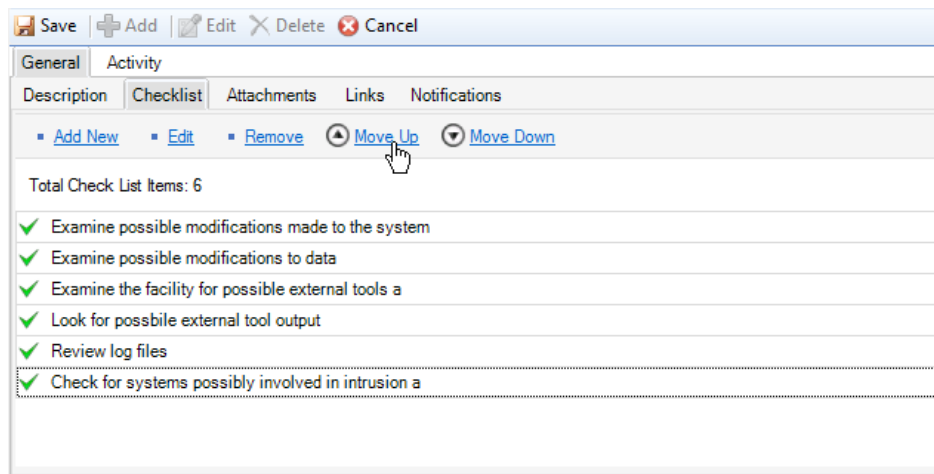 Save Add Edit Delete Cancel
General Activity
Description Checklist Attachments Links Notifications
Add New Edit Remove Move Up Move Down
Total Check List Items: 6
Examine possible modifications made to the system
Examine possible modifications to data
Examine the facility for possible external tools a
Look for possbile external tool output
Review log files
Check for systems possibly involved in intrusion a